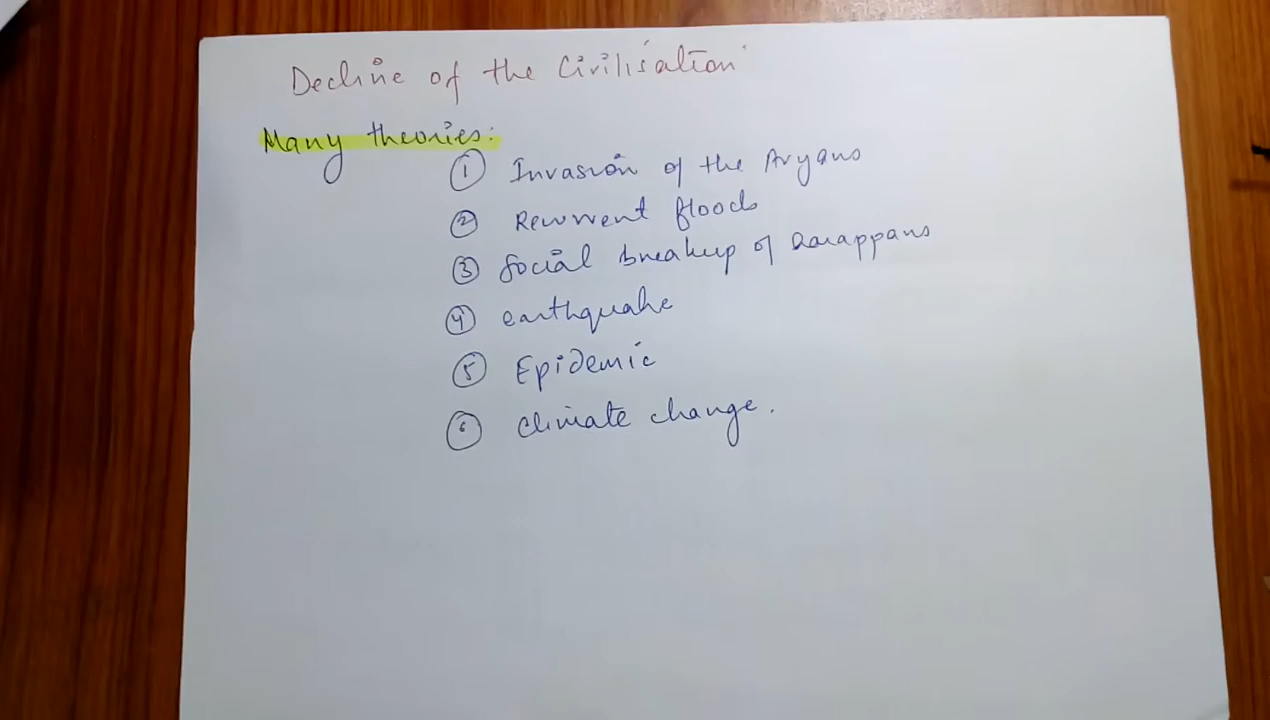 Decline of the Civilisation
Many theories:
① Invasion of the Aryans
② Recurrent floods
③ Social breakup of Harappans
④ earthquake
⑤ Epidemic
⑥ climate change.